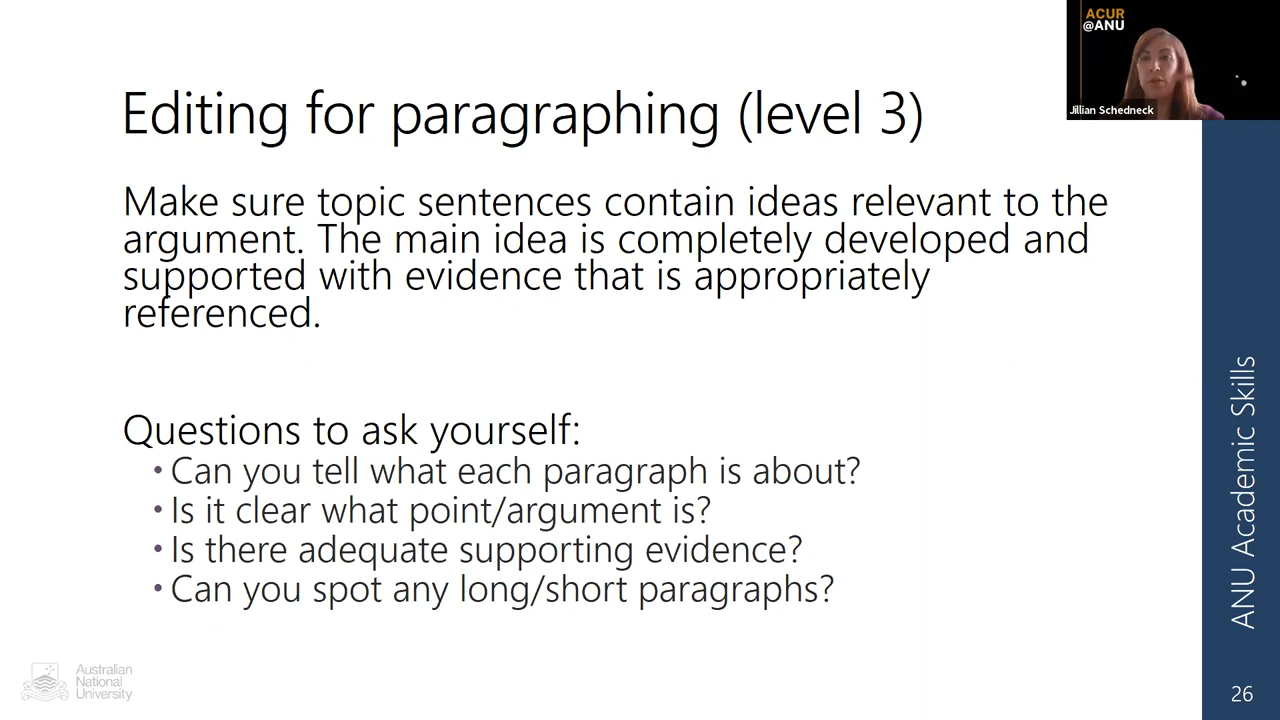 ACUR
@ANU
Jillian Schedneck
Editing for paragraphing (level 3)
Make sure topic sentences contain ideas relevant to the
argument. The main idea is completely developed and
supported with evidence that is appropriately
referenced.
Questions to ask yourself:
• Can you tell what each paragraph is about?
• Is it clear what point/argument is?
• Is there adequate supporting evidence?
• Can you spot any long/short paragraphs?
ANU Academic Skills
Australian
National
University
26